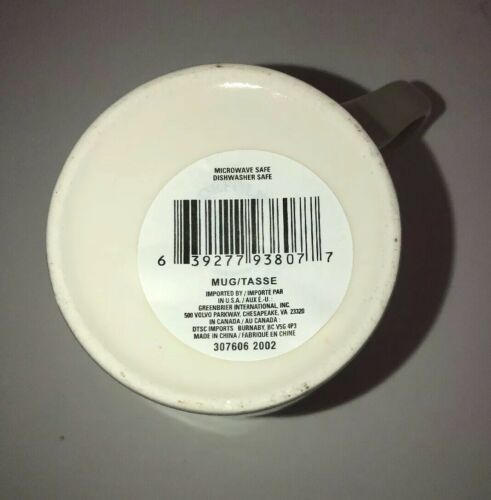 MICROWAVE SAFE
DISHWASHER SAFE
6 39277 93807 7
MUG/TASSE
IMPORTED BY / IMPORTÉ PAR
IN U.S.A. / AUX É.-U. :
GREENBRIER INTERNATIONAL, INC.
500 VOLVO PARKWAY, CHESAPEAKE, VA 23320
IN CANADA / AU CANADA :
DTSC IMPORTS BURNABY, BC V5G 4P3
MADE IN CHINA / FABRIQUÉ EN CHINE
307606 2002